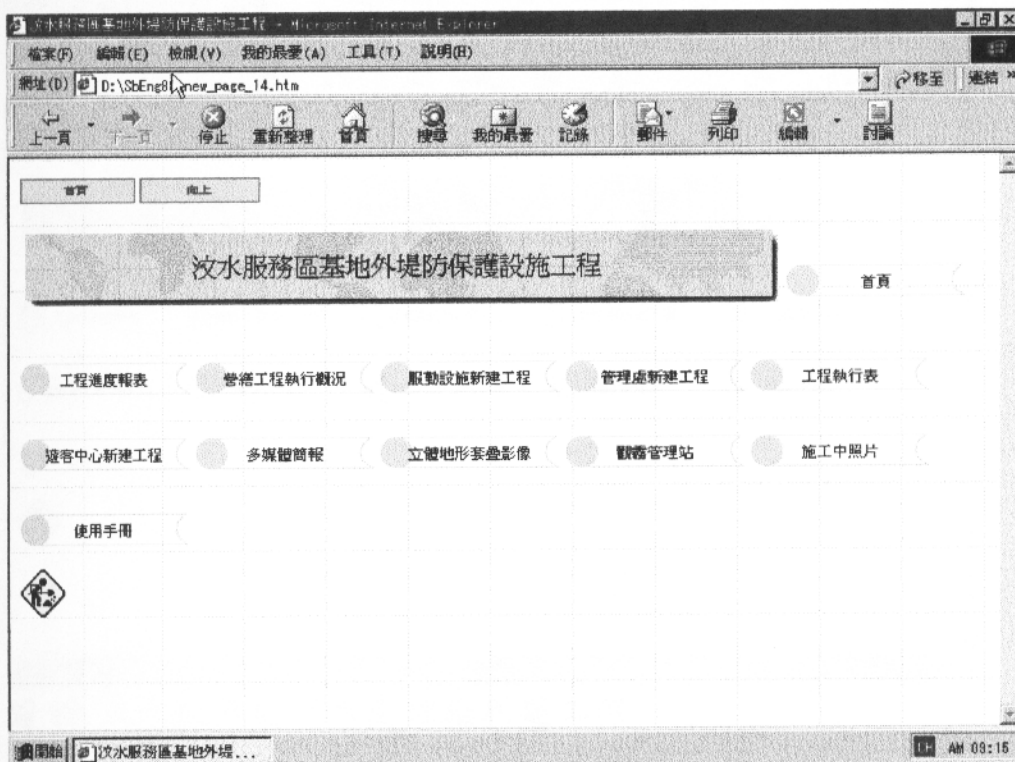 汶水服務區基地外堤防保護設施工程 - Microsoft Internet Explorer
檔案(F) 編輯(E) 檢視(V) 我的最愛(A) 工具(T) 說明(H)
網址(D) D:\SbEng8 new_page_14.htm 移至 連結 »
上一頁 下一頁 停止 重新整理 首頁 搜尋 我的最愛 記錄 郵件 列印 編輯 討論
首頁 向上
汶水服務區基地外堤防保護設施工程
首頁
工程進度報表 營繕工程執行概況 服勤設施新建工程 管理處新建工程 工程執行表
遊客中心新建工程 多媒體簡報 立體地形套疊影像 觀霧管理站 施工中照片
使用手冊
開始 汶水服務區基地外堤... CH AM 09:15